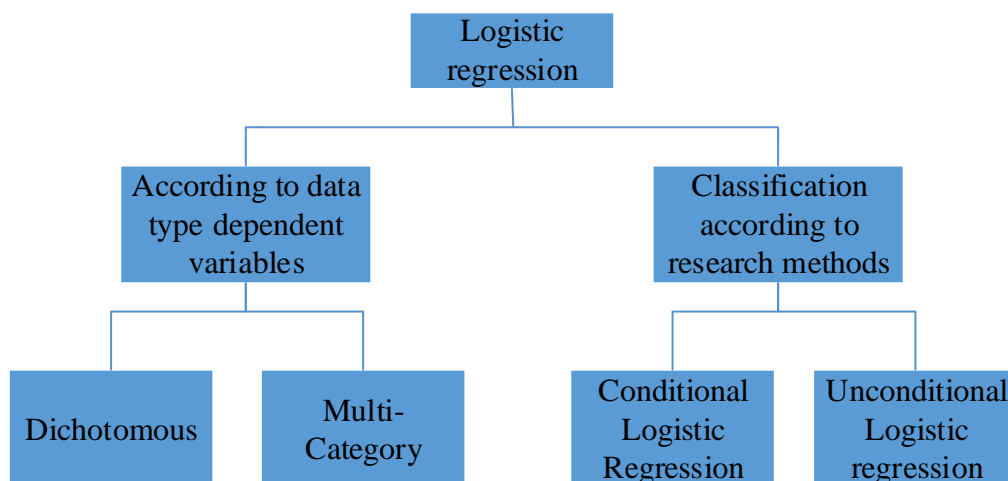 Logistic
regression
According to data
type dependent
variables
Classification
according to
research methods
Dichotomous
Multi-
Category
Conditional
Logistic
Regression
Unconditional
Logistic
regression